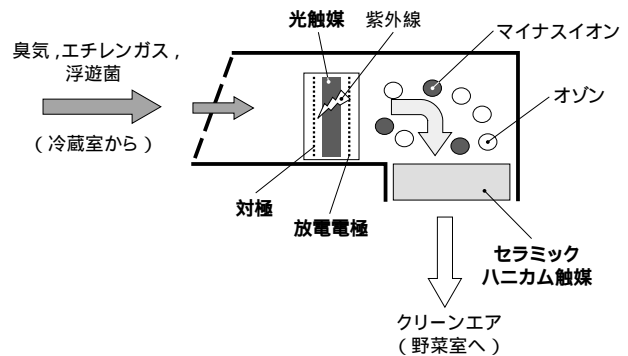 光触媒 紫外線
マイナスイオン
臭気,エチレンガス,
浮遊菌
オゾン
(冷蔵室から)
対極
放電電極
セラミック
ハニカム触媒
クリーンエア
(野菜室へ)